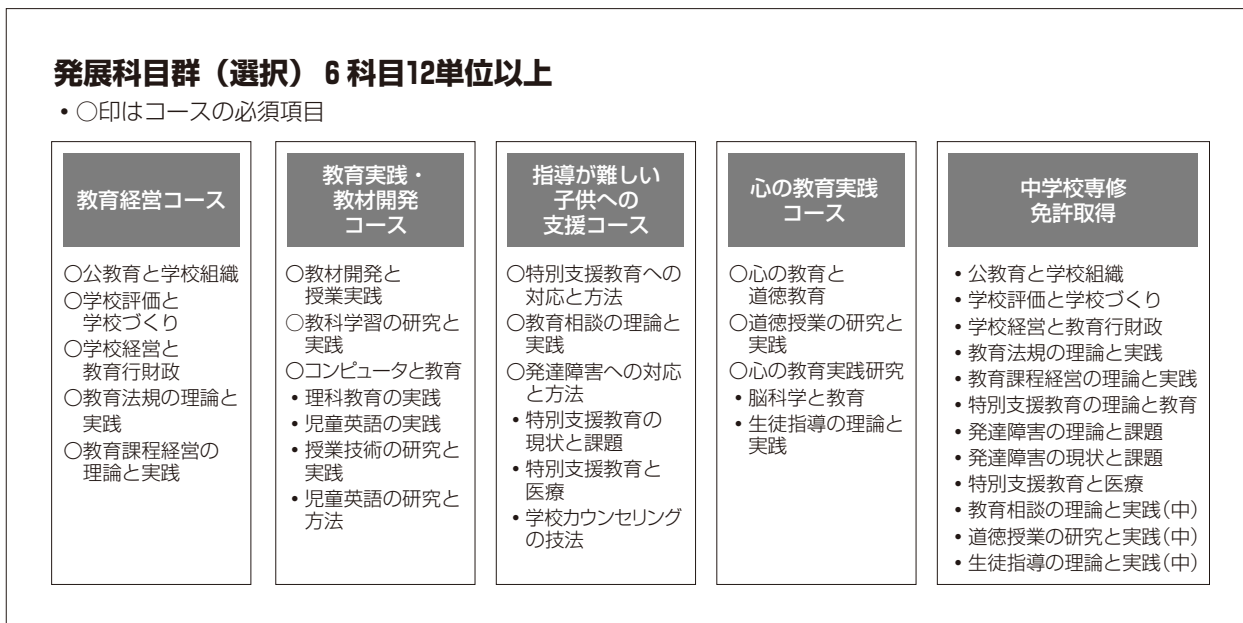 発展科目群（選択） 6科目12単位以上
• ○印はコースの必須項目
教育経営コース
○公教育と学校組織
○学校評価と
学校づくり
○学校経営と
教育行財政
○教育法規の理論と
実践
○教育課程経営の
理論と実践
教育実践・
教材開発
コース
○教材開発と
授業実践
○教科学習の研究と
実践
○コンピュータと教育
• 理科教育の実践
• 児童英語の実践
• 授業技術の研究と
実践
• 児童英語の研究と
方法
指導が難しい
子供への
支援コース
○特別支援教育への
対応と方法
○教育相談の理論と
実践
○発達障害への対応
と方法
• 特別支援教育の
現状と課題
• 特別支援教育と
医療
• 学校カウンセリング
の技法
心の教育実践
コース
○心の教育と
道徳教育
○道徳授業の研究と
実践
○心の教育実践研究
• 脳科学と教育
• 生徒指導の理論と
実践
中学校専修
免許取得
• 公教育と学校組織
• 学校評価と学校づくり
• 学校経営と教育行財政
• 教育法規の理論と実践
• 教育課程経営の理論と実践
• 特別支援教育の理論と教育
• 発達障害の理論と課題
• 発達障害の現状と課題
• 特別支援教育と医療
• 教育相談の理論と実践(中)
• 道徳授業の研究と実践(中)
• 生徒指導の理論と実践(中)